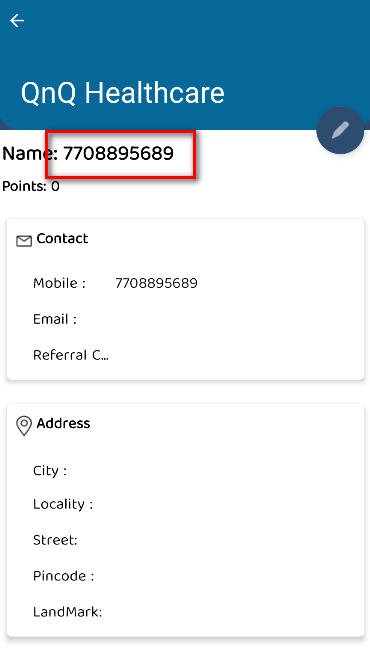 QnQ Healthcare
Name: 7708895689
Points: 0
Contact
Mobile : 7708895689
Email :
Referral C...
Address
City :
Locality :
Street:
Pincode :
LandMark: